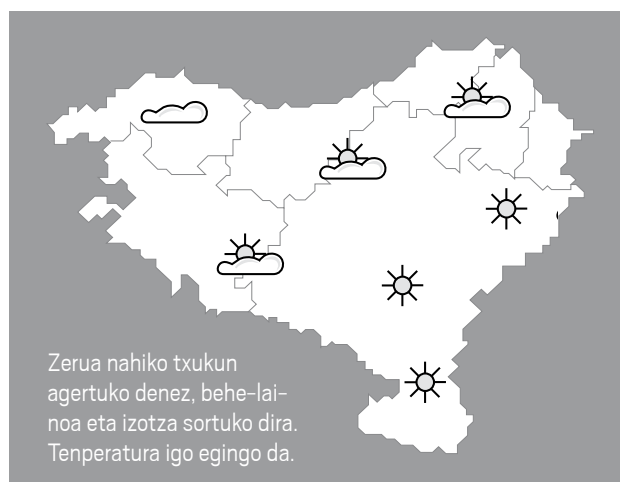 Zerua nahiko txukun
agertuko denez, behe-lai-
noa eta izotza sortuko dira.
Tenperatura igo egingo da.